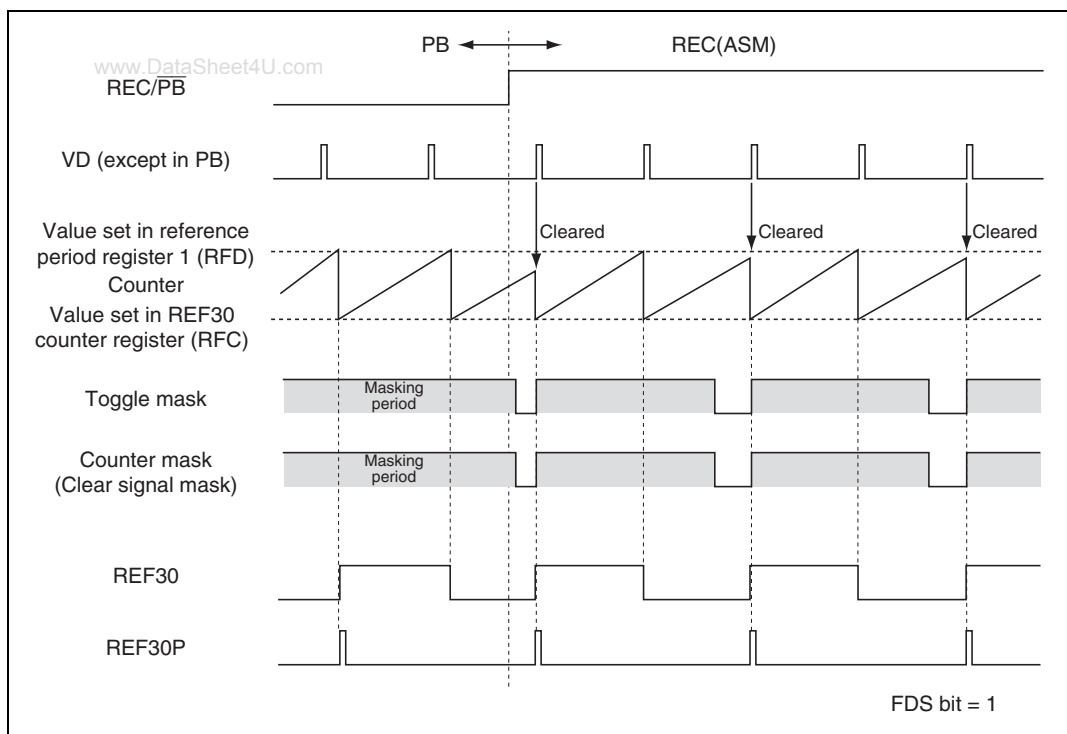 PB
REC(ASM)
www.DataSheet4U.com
REC/PB
VD (except in PB)
Value set in reference
period register 1 (RFD)
Cleared
Cleared
Cleared
Counter
Value set in REF30
counter register (RFC)
Toggle mask
Masking
period
Counter mask
(Clear signal mask)
Masking
period
REF30
REF30P
FDS bit = 1